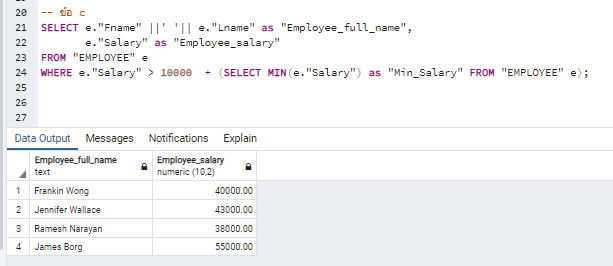 20 -- ข้อ c
21 SELECT e."Fname" ||' '|| e."Lname" as "Employee_full_name",
22 e."Salary" as "Employee_salary"
23 FROM "EMPLOYEE" e
24 WHERE e."Salary" > 10000 + (SELECT MIN(e."Salary") as "Min_Salary" FROM "EMPLOYEE" e);
25
26
27
Data Output Messages Notifications Explain
Employee_full_name Employee_salary
text numeric (10,2)
1 Frankin Wong 40000.00
2 Jennifer Wallace 43000.00
3 Ramesh Narayan 38000.00
4 James Borg 55000.00